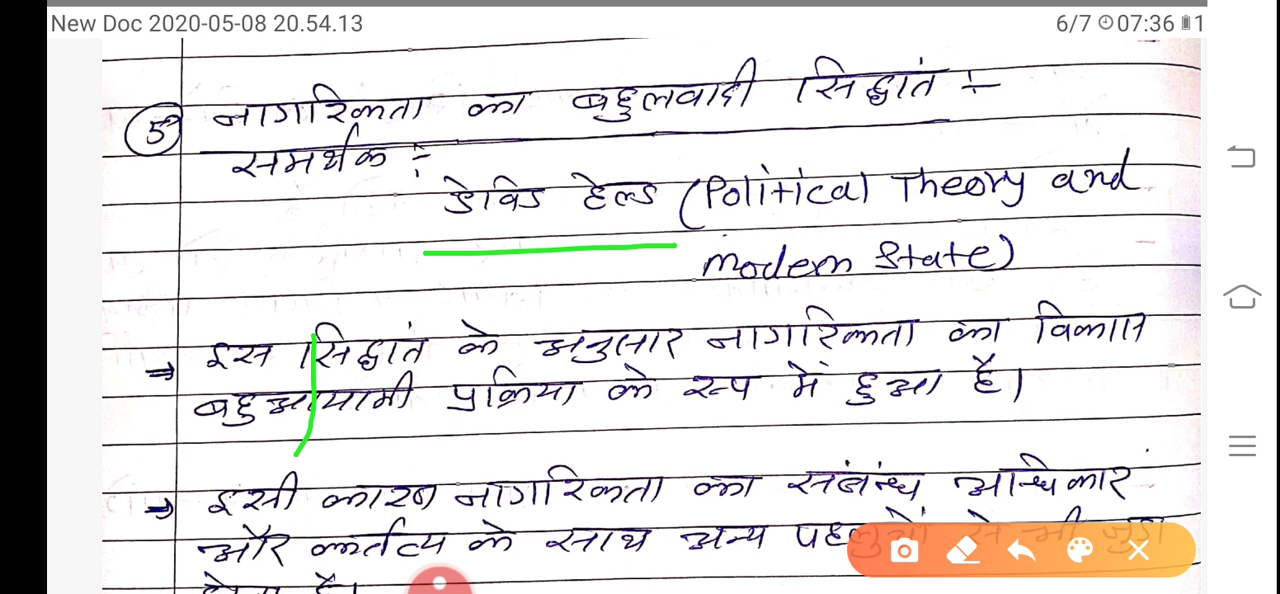 New Doc 2020-05-08 20.54.13
6/7 07:36 1
5 नागरिकता का बहुलवादी सिद्धांत :-
समर्थक :-
डेविड हेल्ड (Political Theory and
modern State)
⇒ इस सिद्धांत के अनुसार नागरिकता का विकास
बहुआयामी प्रक्रिया के रूप में हुआ है।
⇒ इसी कारण नागरिकता का संबंन्ध अधिकार
और कर्तव्य के साथ अन्य पहलुओं से भी जुड़ा